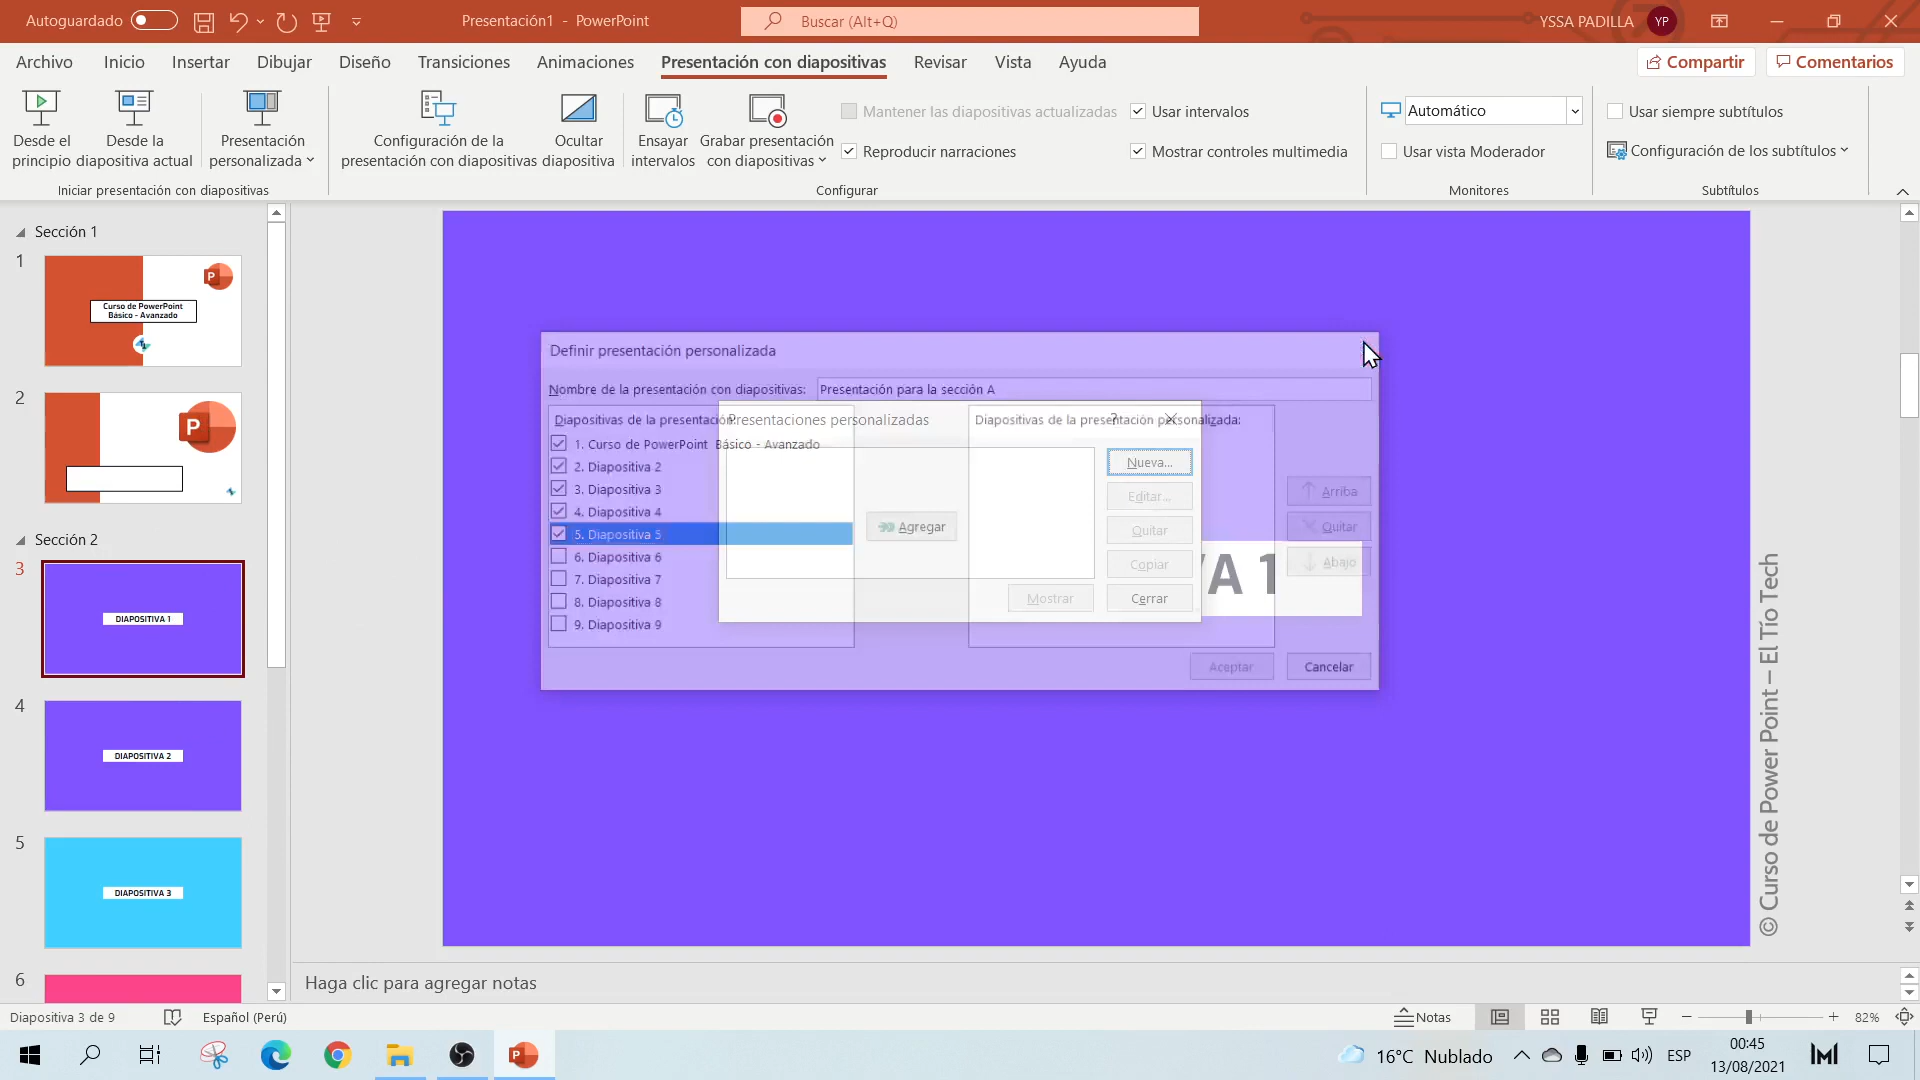 Autoguardado
Presentación1 - PowerPoint
Buscar (Alt+Q)
YSSA PADILLA
YP
Archivo
Inicio
Insertar
Dibujar
Diseño
Transiciones
Animaciones
Presentación con diapositivas
Revisar
Vista
Ayuda
Compartir
Comentarios
Desde el principio
Desde la diapositiva actual
Presentación personalizada
Configuración de la presentación con diapositivas
Ocultar diapositiva
Ensayar intervalos
Grabar presentación con diapositivas
Mantener las diapositivas actualizadas
Reproducir narraciones
Usar intervalos
Mostrar controles multimedia
Automático
Usar vista Moderador
Usar siempre subtítulos
Configuración de los subtítulos
Iniciar presentación con diapositivas
Configurar
Monitores
Subtítulos
Sección 1
1
Curso de PowerPoint
Básico - Avanzado
P
2
P
Sección 2
3
DIAPOSITIVA 1
4
DIAPOSITIVA 2
5
DIAPOSITIVA 3
6
Definir presentación personalizada
Nombre de la presentación con diapositivas:
Presentación para la sección A
Diapositivas de la presentación:
1. Curso de PowerPoint Básico - Avanzado
2. Diapositiva 2
3. Diapositiva 3
4. Diapositiva 4
5. Diapositiva 5
6. Diapositiva 6
7. Diapositiva 7
8. Diapositiva 8
9. Diapositiva 9
Agregar
Diapositivas de la presentación personalizada:
Arriba
Quitar
Abajo
Aceptar
Cancelar
Presentaciones personalizadas
?
Nueva...
Editar...
Quitar
Copiar
Mostrar
Cerrar
VA 1
© Curso de Power Point – El Tío Tech
Haga clic para agregar notas
Diapositiva 3 de 9
Español (Perú)
Notas
82%
P
16°C Nublado
ESP
00:45
13/08/2021